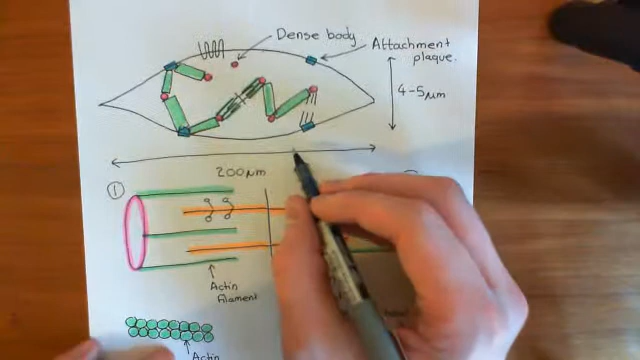 Dense body
Attachment
plaque.
4-5μm
200μm
①
Actin
Filament
Actin